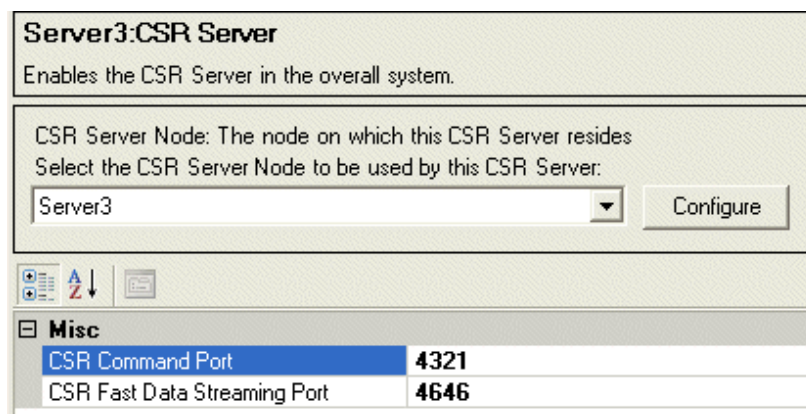 Server3:CSR Server
Enables the CSR Server in the overall system.
CSR Server Node: The node on which this CSR Server resides
Select the CSR Server Node to be used by this CSR Server:
Server3
Configure
A
Z
Misc
CSR Command Port 4321
CSR Fast Data Streaming Port 4646